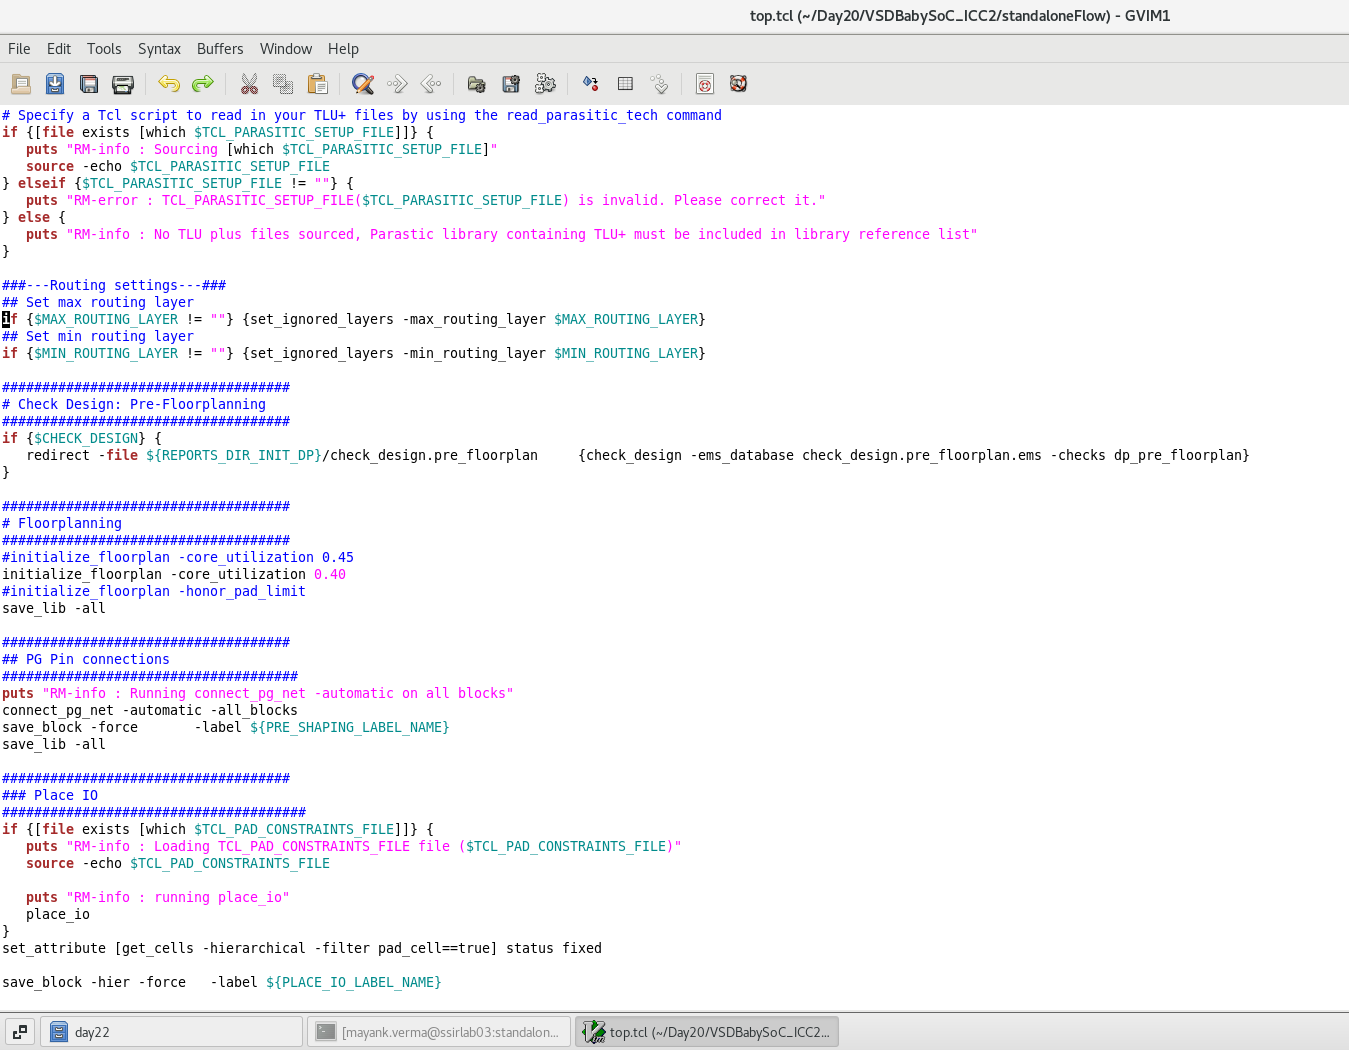 top.tcl (~/Day20/VSDBabySoC_ICC2/standaloneFlow) - GVIM1
File Edit Tools Syntax Buffers Window Help
# Specify a Tcl script to read in your TLU+ files by using the read_parasitic_tech command
if {[file exists [which $TCL_PARASITIC_SETUP_FILE]]} {
   puts "RM-info : Sourcing [which $TCL_PARASITIC_SETUP_FILE]"
   source -echo $TCL_PARASITIC_SETUP_FILE
} elseif {$TCL_PARASITIC_SETUP_FILE != ""} {
   puts "RM-error : TCL_PARASITIC_SETUP_FILE($TCL_PARASITIC_SETUP_FILE) is invalid. Please correct it."
} else {
   puts "RM-info : No TLU plus files sourced, Parastic library containing TLU+ must be included in library reference list"
}
###---Routing settings---###
## Set max routing layer
if {$MAX_ROUTING_LAYER != ""} {set_ignored_layers -max_routing_layer $MAX_ROUTING_LAYER}
## Set min routing layer
if {$MIN_ROUTING_LAYER != ""} {set_ignored_layers -min_routing_layer $MIN_ROUTING_LAYER}
####################################
# Check Design: Pre-Floorplanning
####################################
if {$CHECK_DESIGN} {
   redirect -file ${REPORTS_DIR_INIT_DP}/check_design.pre_floorplan     {check_design -ems_database check_design.pre_floorplan.ems -checks dp_pre_floorplan}
}
####################################
# Floorplanning
####################################
#initialize_floorplan -core_utilization 0.45
initialize_floorplan -core_utilization 0.40
#initialize_floorplan -honor_pad_limit
save_lib -all
####################################
## PG Pin connections
#####################################
puts "RM-info : Running connect_pg_net -automatic on all blocks"
connect_pg_net -automatic -all_blocks
save_block -force       -label ${PRE_SHAPING_LABEL_NAME}
save_lib -all
####################################
### Place IO
######################################
if {[file exists [which $TCL_PAD_CONSTRAINTS_FILE]]} {
   puts "RM-info : Loading TCL_PAD_CONSTRAINTS_FILE file ($TCL_PAD_CONSTRAINTS_FILE)"
   source -echo $TCL_PAD_CONSTRAINTS_FILE
   puts "RM-info : running place_io"
   place_io
}
set_attribute [get_cells -hierarchical -filter pad_cell==true] status fixed
save_block -hier -force   -label ${PLACE_IO_LABEL_NAME}
day22
[mayank.verma@ssirlab03:standalon...
top.tcl (~/Day20/VSDBabySoC_ICC2...